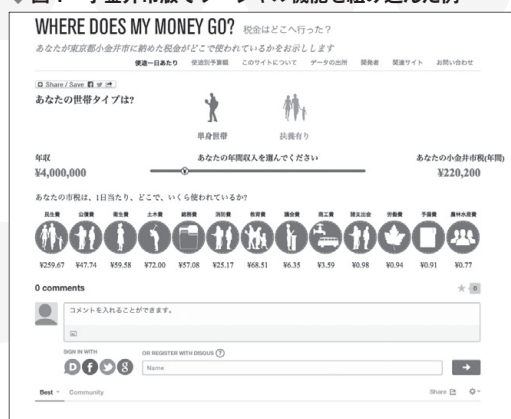 WHERE DOES MY MONEY GO? 税金はどこへ行った？
あなたが東京都小金井市に納めた税金がどこで使われているかをお示しします
使途一日あたり 使途別予算額 このサイトについて データの出所 開発者 関連サイト お問い合わせ
Share / Save
あなたの世帯タイプは?
単身世帯 扶養有り
年収 あなたの年間収入を選んでください あなたの小金井市税(年間)
¥4,000,000 ¥220,200
あなたの市税は、1日当たり、どこで、いくら使われているか?
民生費 公債費 衛生費 土木費 総務費 消防費 教育費 議会費 商工費 諸支出金 労働費 予備費 農林水産費
¥259.67 ¥47.74 ¥59.58 ¥72.00 ¥57.08 ¥25.17 ¥68.51 ¥6.35 ¥3.59 ¥0.98 ¥0.94 ¥0.91 ¥0.77
0 comments 0
コメントを入れることができます。
SIGN IN WITH OR REGISTER WITH DISQUS ?
Name
Best Community Share